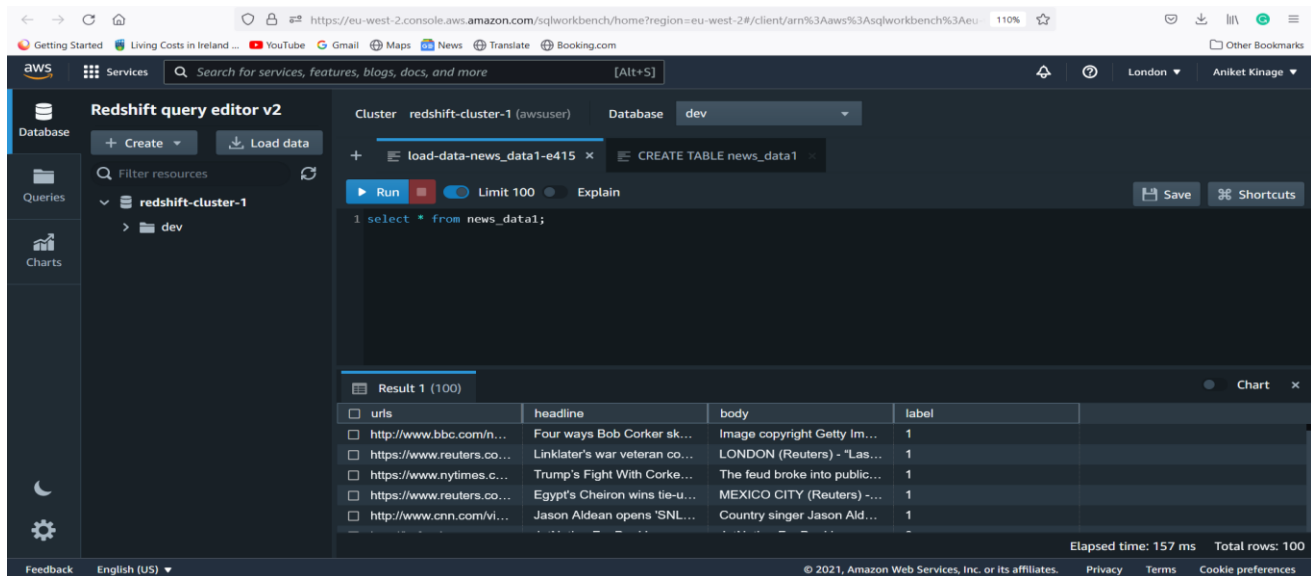 https://eu-west-2.console.aws.amazon.com/sqlworkbench/home?region=eu-west-2#/client/arn%3Aaws%3Asqlworkbench%3Aeu- 110%
Getting Started Living Costs in Ireland ... YouTube Gmail Maps News Translate Booking.com Other Bookmarks
aws Services Search for services, features, blogs, docs, and more [Alt+S] London Aniket Kinage
Database
Queries
Charts
Redshift query editor v2
+ Create Load data
Filter resources
redshift-cluster-1
dev
Cluster redshift-cluster-1 (awsuser) Database dev
+ load-data-news_data1-e415 × CREATE TABLE news_data1 ×
Run Limit 100 Explain Save Shortcuts
1 select * from news_data1;
Result 1 (100) Chart ×
urls headline body label
http://www.bbc.com/n... Four ways Bob Corker sk... Image copyright Getty Im... 1
https://www.reuters.co... Linklater's war veteran co... LONDON (Reuters) - "Las... 1
https://www.nytimes.c... Trump's Fight With Corke... The feud broke into public... 1
https://www.reuters.co... Egypt's Cheiron wins tie-u... MEXICO CITY (Reuters) -... 1
http://www.cnn.com/vi... Jason Aldean opens 'SNL... Country singer Jason Ald... 1
Elapsed time: 157 ms Total rows: 100
Feedback English (US) © 2021, Amazon Web Services, Inc. or its affiliates. Privacy Terms Cookie preferences